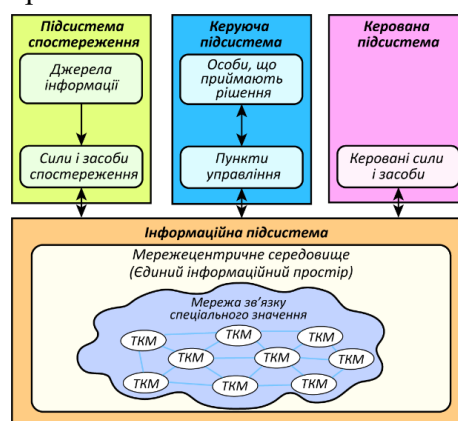 Підсистема
спостереження
Джерела
інформації
Сили і засоби
спостереження
Керуюча
підсистема
Особи, що
приймають
рішення
Пункти
управління
Керована
підсистема
Керовані сили
і засоби
Інформаційна підсистема
Мережецентричне середовище
(Єдиний інформаційний простір)
Мережа зв’язку
спеціального значення
ТКМ
ТКМ
ТКМ
ТКМ
ТКМ
ТКМ
ТКМ
ТКМ
ТКМ